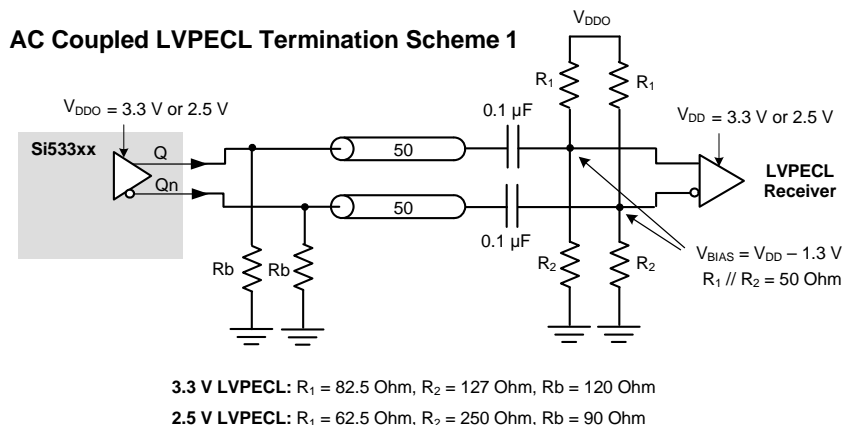 AC Coupled LVPECL Termination Scheme 1
VDDO
R1 R1
VDDO = 3.3 V or 2.5 V
0.1 µF
VDD = 3.3 V or 2.5 V
Si533xx
Q
50
Qn
50
LVPECL
Receiver
0.1 µF
Rb Rb
R2 R2
VBIAS = VDD – 1.3 V
R1 // R2 = 50 Ohm
3.3 V LVPECL: R1 = 82.5 Ohm, R2 = 127 Ohm, Rb = 120 Ohm
2.5 V LVPECL: R1 = 62.5 Ohm, R2 = 250 Ohm, Rb = 90 Ohm